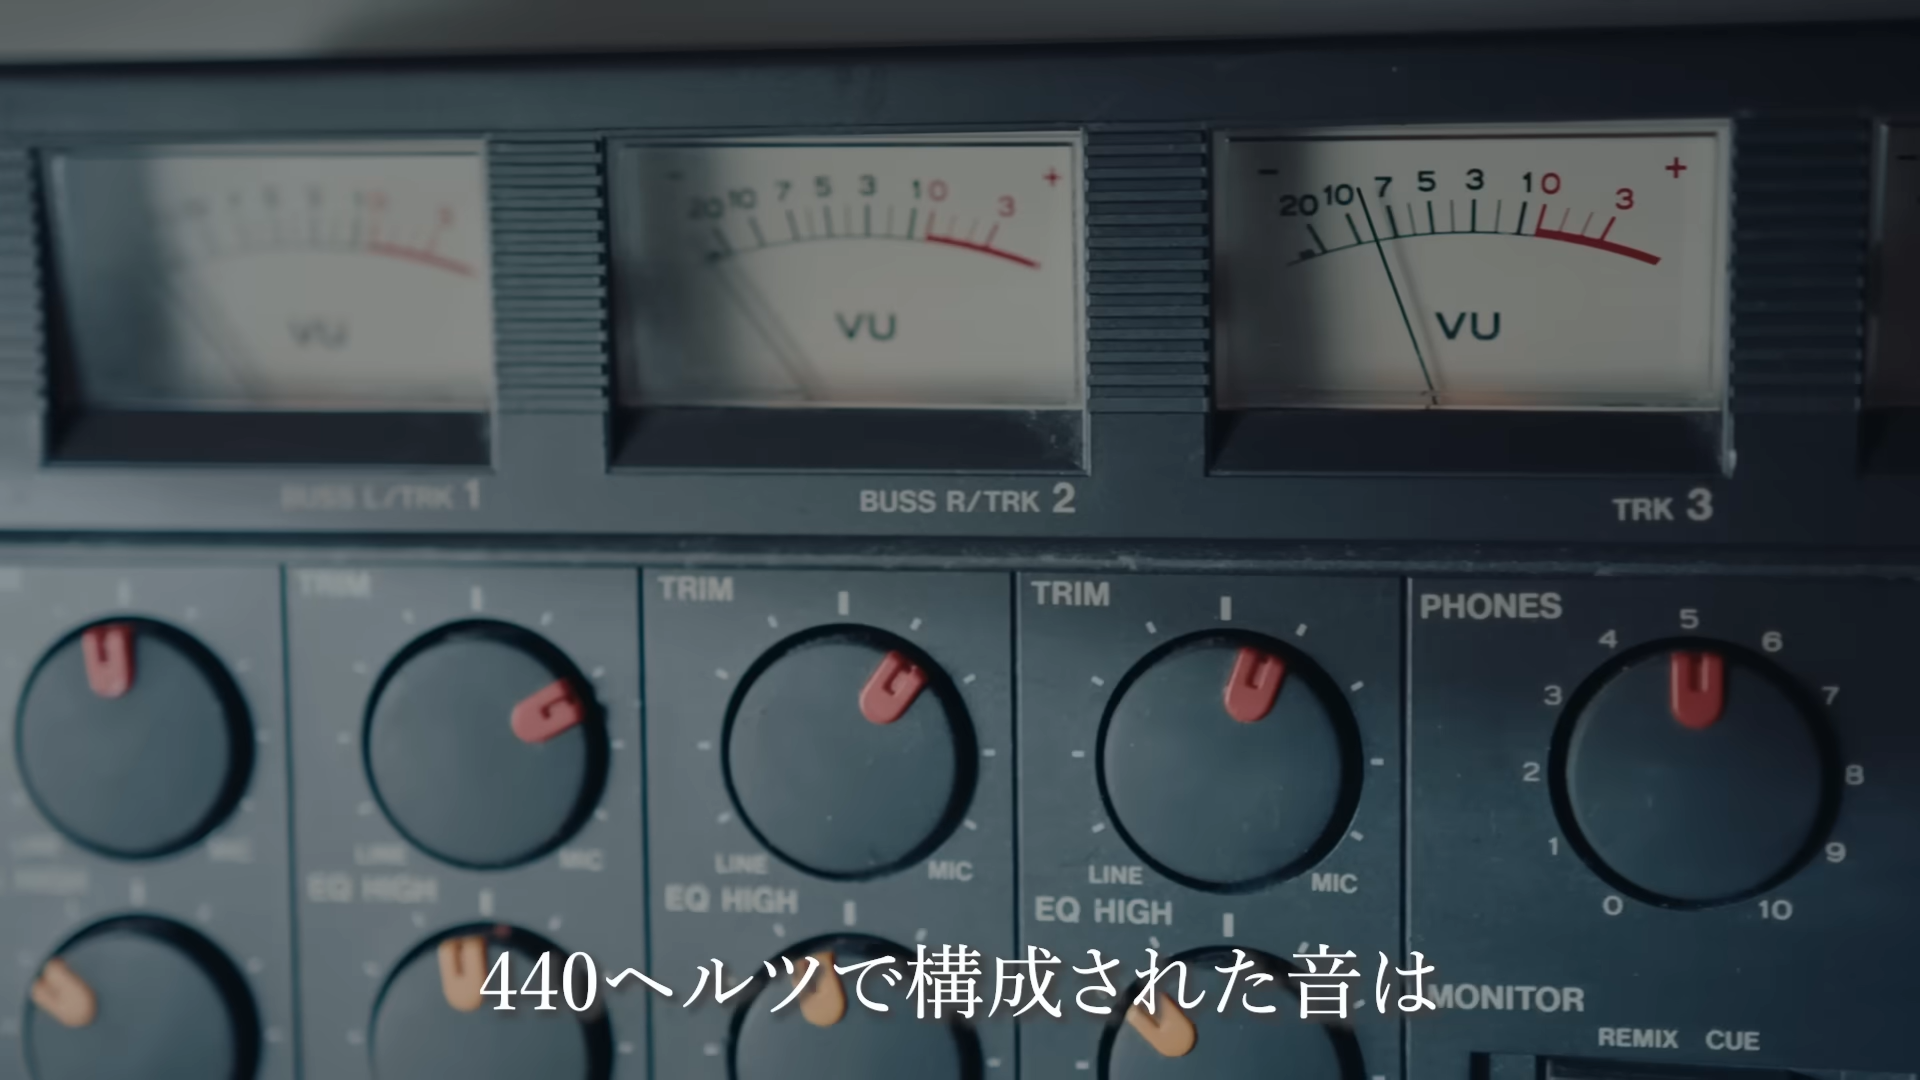 20 10 7 5 3 1 0 3 +
VU
- 20 10 7 5 3 1 0 3 +
VU
BUSS L/TRK 1
BUSS R/TRK 2
TRK 3
VU
TRIM
TRIM
TRIM
PHONES
0 1 2 3 4 5 6 7 8 9 10
LINE MIC
LINE MIC
LINE MIC
EQ HIGH
EQ HIGH
EQ HIGH
440ヘルツで構成された音は
MONITOR
REMIX CUE